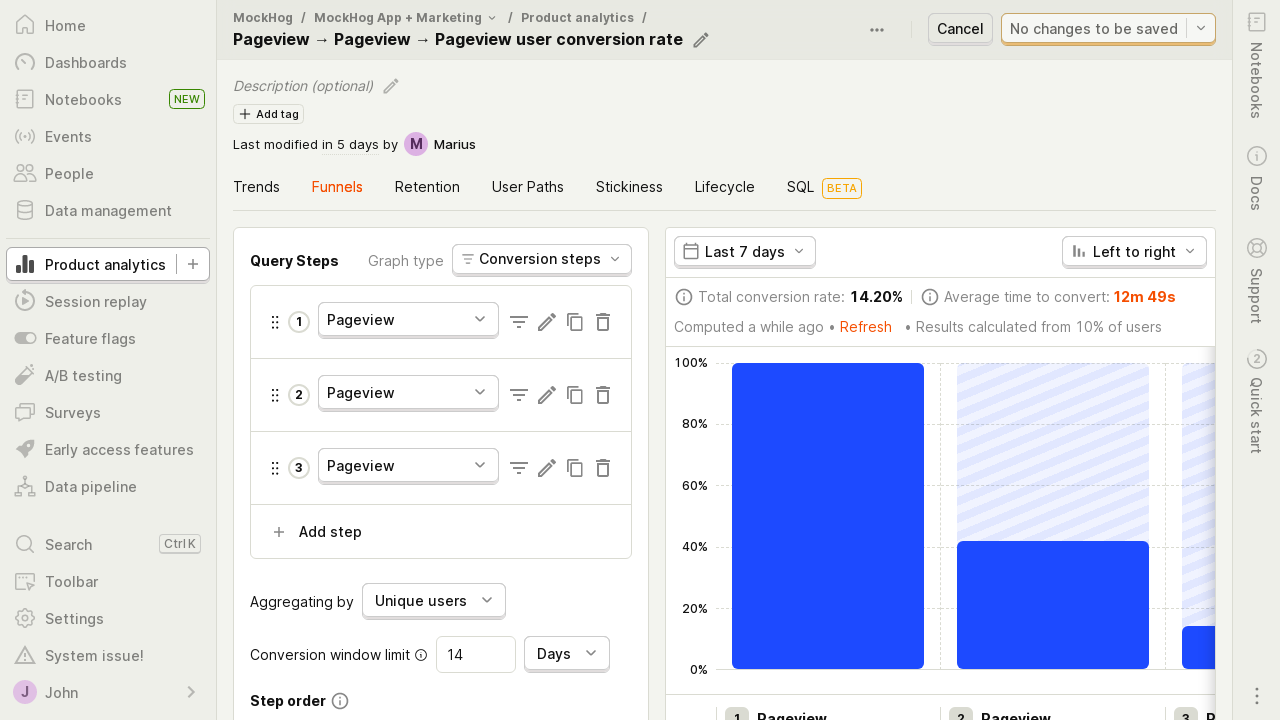 Home
Dashboards
Notebooks NEW
Events
People
Data management
Product analytics
Session replay
Feature flags
A/B testing
Surveys
Early access features
Data pipeline
Search Ctrl K
Toolbar
Settings
System issue!
J John
MockHog / MockHog App + Marketing / Product analytics /
Pageview → Pageview → Pageview user conversion rate
Cancel
No changes to be saved
Description (optional)
Add tag
Last modified in 5 days by M Marius
Trends Funnels Retention User Paths Stickiness Lifecycle SQL BETA
Query Steps Graph type Conversion steps
1 Pageview
2 Pageview
3 Pageview
Add step
Aggregating by Unique users
Conversion window limit 14 Days
Step order
Last 7 days Left to right
Total conversion rate: 14.20% Average time to convert: 12m 49s
Computed a while ago • Refresh • Results calculated from 10% of users
100%
80%
60%
40%
20%
0%
1 Pageview 2 Pageview 3 P
Notebooks
Docs
Support
2 Quick start